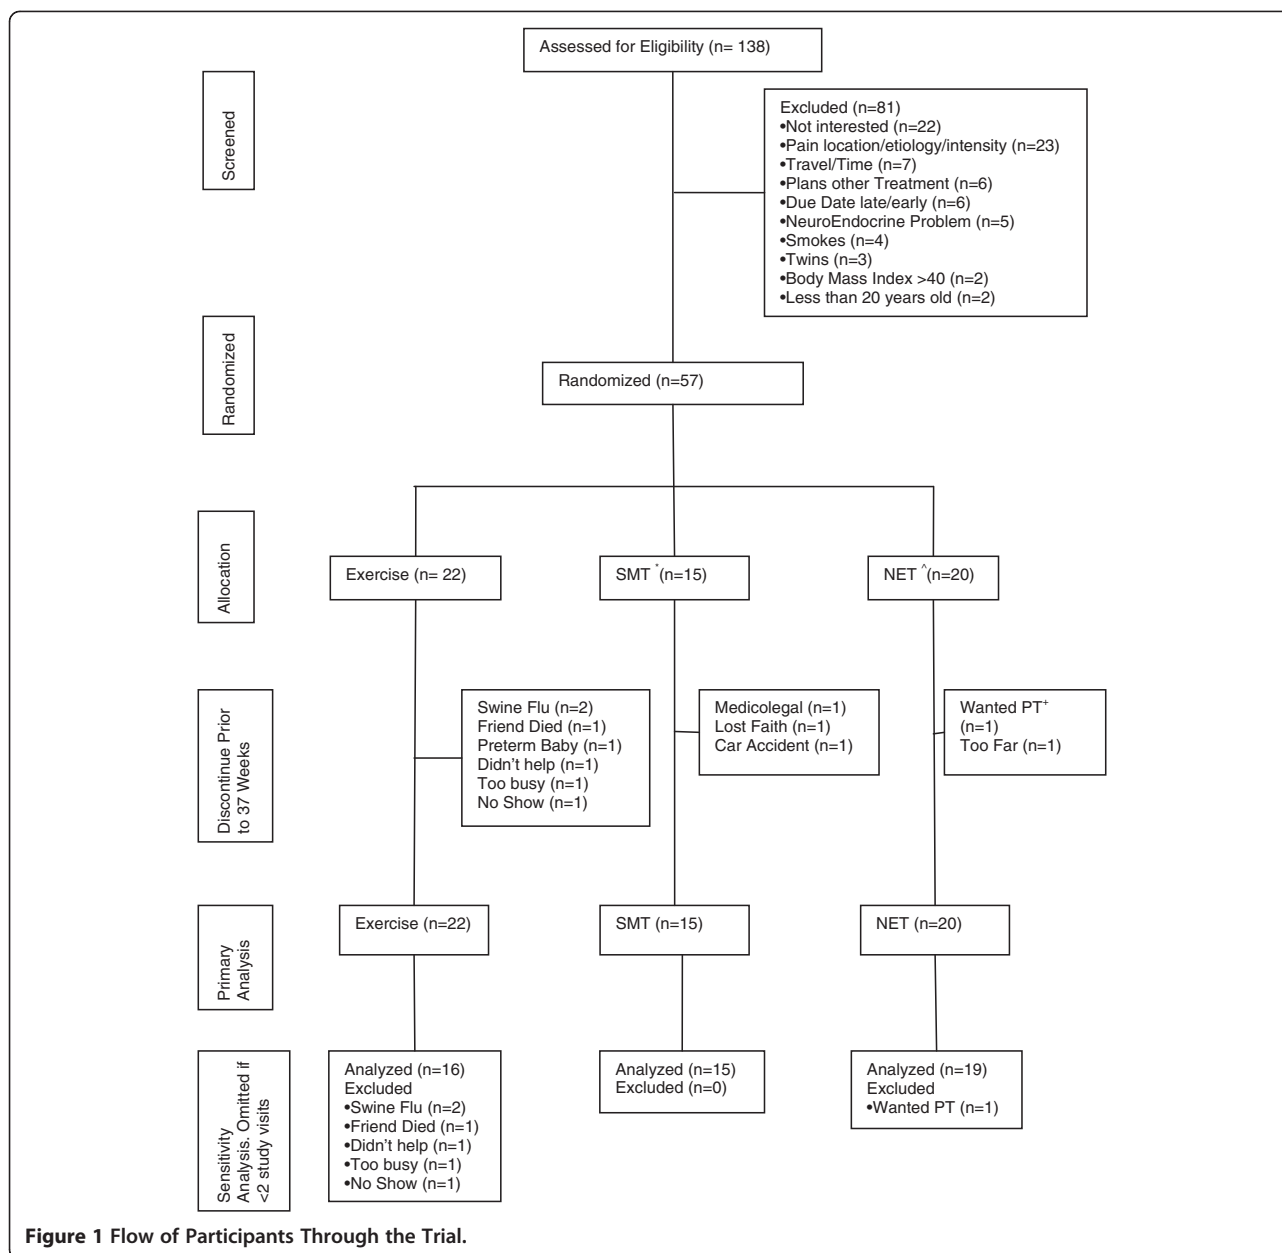 Assessed for Eligibility (n= 138)
Screened
Excluded (n=81)
•Not interested (n=22)
•Pain location/etiology/intensity (n=23)
•Travel/Time (n=7)
•Plans other Treatment (n=6)
•Due Date late/early (n=6)
•NeuroEndocrine Problem (n=5)
•Smokes (n=4)
•Twins (n=3)
•Body Mass Index >40 (n=2)
•Less than 20 years old (n=2)
Randomized
Randomized (n=57)
Allocation
Exercise (n= 22)
SMT *(n=15)
NET ^(n=20)
Discontinue Prior
to 37 Weeks
Swine Flu (n=2)
Friend Died (n=1)
Preterm Baby (n=1)
Didn't help (n=1)
Too busy (n=1)
No Show (n=1)
Medicolegal (n=1)
Lost Faith (n=1)
Car Accident (n=1)
Wanted PT+
(n=1)
Too Far (n=1)
Primary
Analysis
Exercise (n=22)
SMT (n=15)
NET (n=20)
Sensitivity
Analysis. Omitted if
<2 study visits
Analyzed (n=16)
Excluded
•Swine Flu (n=2)
•Friend Died (n=1)
•Didn't help (n=1)
•Too busy (n=1)
•No Show (n=1)
Analyzed (n=15)
Excluded (n=0)
Analyzed (n=19)
Excluded
•Wanted PT (n=1)
Figure 1 Flow of Participants Through the Trial.